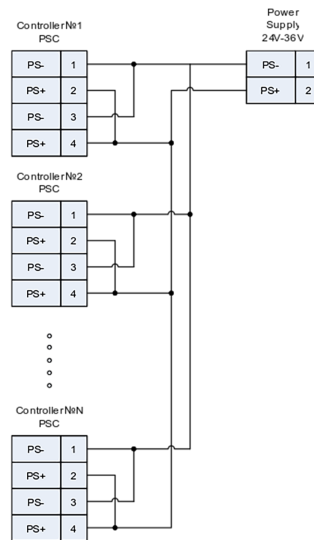 Controller№1
PSC
PS- 1
PS+ 2
PS- 3
PS+ 4
Power
Supply
24V-36V
PS- 1
PS+ 2
Controller№2
PSC
PS- 1
PS+ 2
PS- 3
PS+ 4
Controller№N
PSC
PS- 1
PS+ 2
PS- 3
PS+ 4